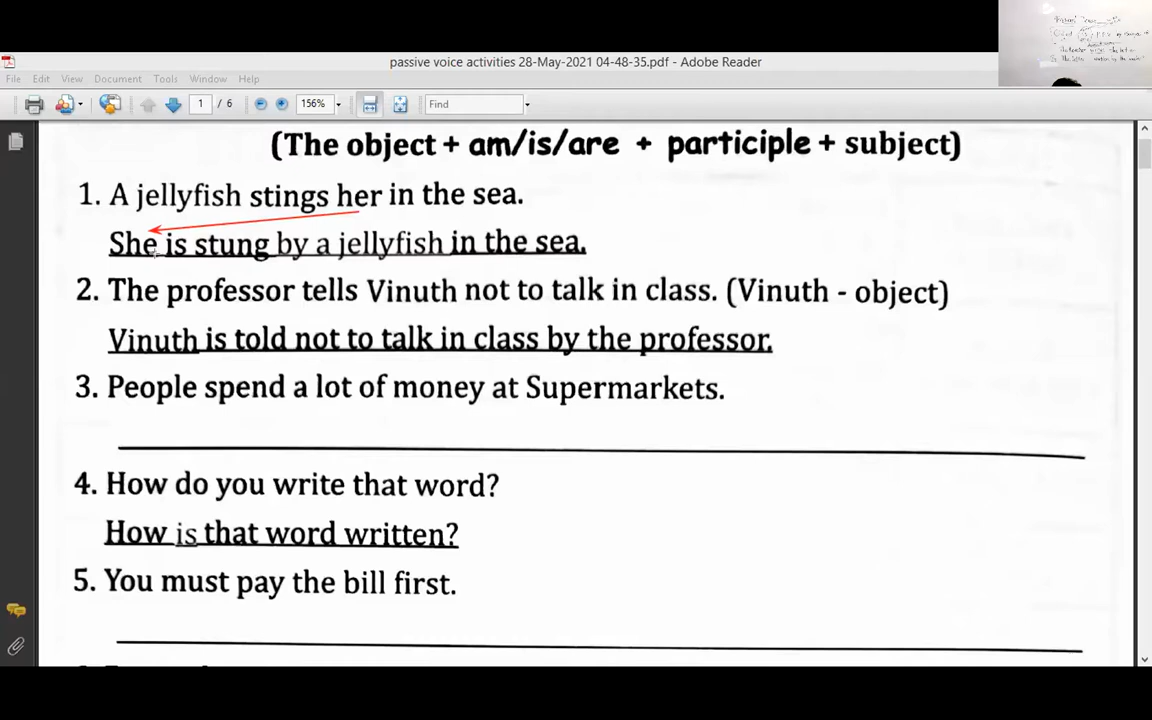 passive voice activities 28-May-2021 04-48-35.pdf - Adobe Reader
File Edit View Document Tools Window Help
1 / 6 156% Find
(The object + am/is/are + participle + subject)
1. A jellyfish stings her in the sea.
She is stung by a jellyfish in the sea.
2. The professor tells Vinuth not to talk in class. (Vinuth - object)
Vinuth is told not to talk in class by the professor.
3. People spend a lot of money at Supermarkets.
4. How do you write that word?
How is that word written?
5. You must pay the bill first.